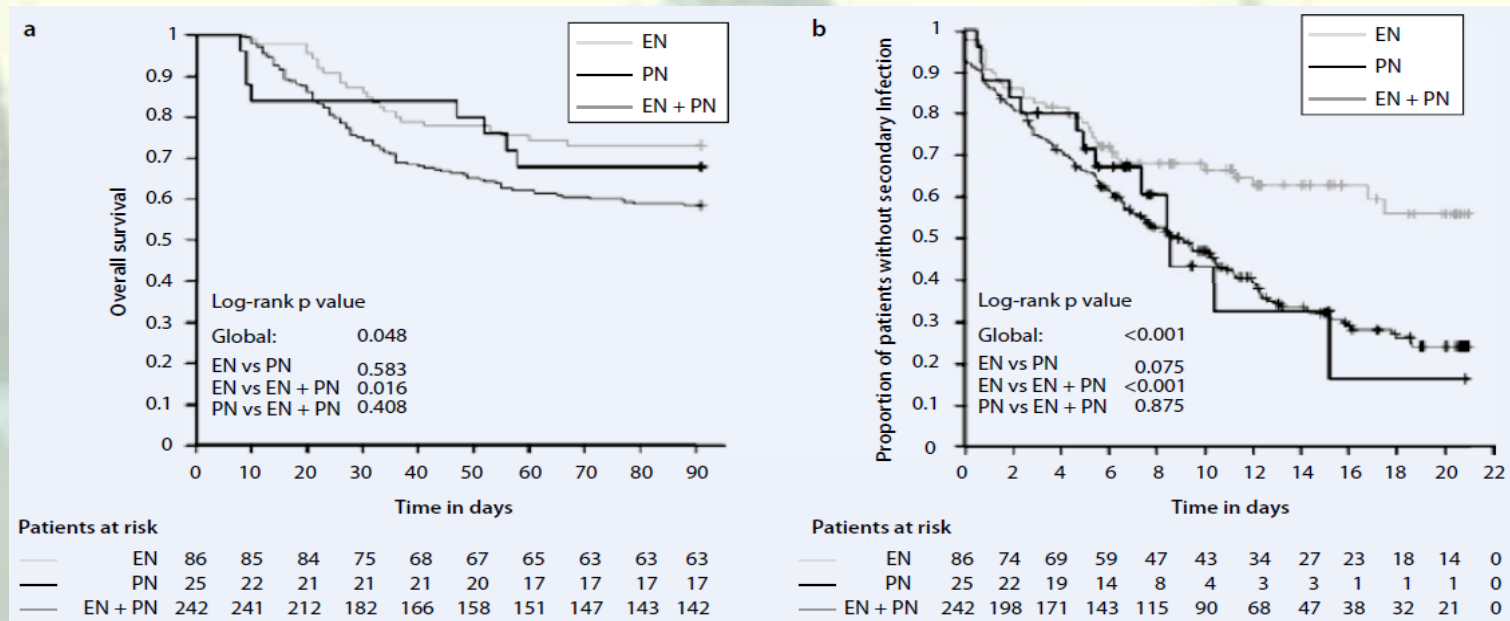 a
EN
PN
EN + PN
1
0.9
0.8
0.7
0.6
0.5
0.4
0.3
0.2
0.1
0
Overall survival
Log-rank p value
Global: 0.048
EN vs PN 0.583
EN vs EN + PN 0.016
PN vs EN + PN 0.408
0 10 20 30 40 50 60 70 80 90
Time in days
Patients at risk
EN 86 85 84 75 68 67 65 63 63 63
PN 25 22 21 21 21 20 17 17 17 17
EN + PN 242 241 212 182 166 158 151 147 143 142
b
EN
PN
EN + PN
1
0.9
0.8
0.7
0.6
0.5
0.4
0.3
0.2
0.1
0
Proportion of patients without secondary Infection
Log-rank p value
Global: <0.001
EN vs PN 0.075
EN vs EN + PN <0.001
PN vs EN + PN 0.875
0 2 4 6 8 10 12 14 16 18 20 22
Time in days
Patients at risk
EN 86 74 69 59 47 43 34 27 23 18 14 0
PN 25 22 19 14 8 4 3 3 1 1 1 0
EN + PN 242 198 171 143 115 90 68 47 38 32 21 0